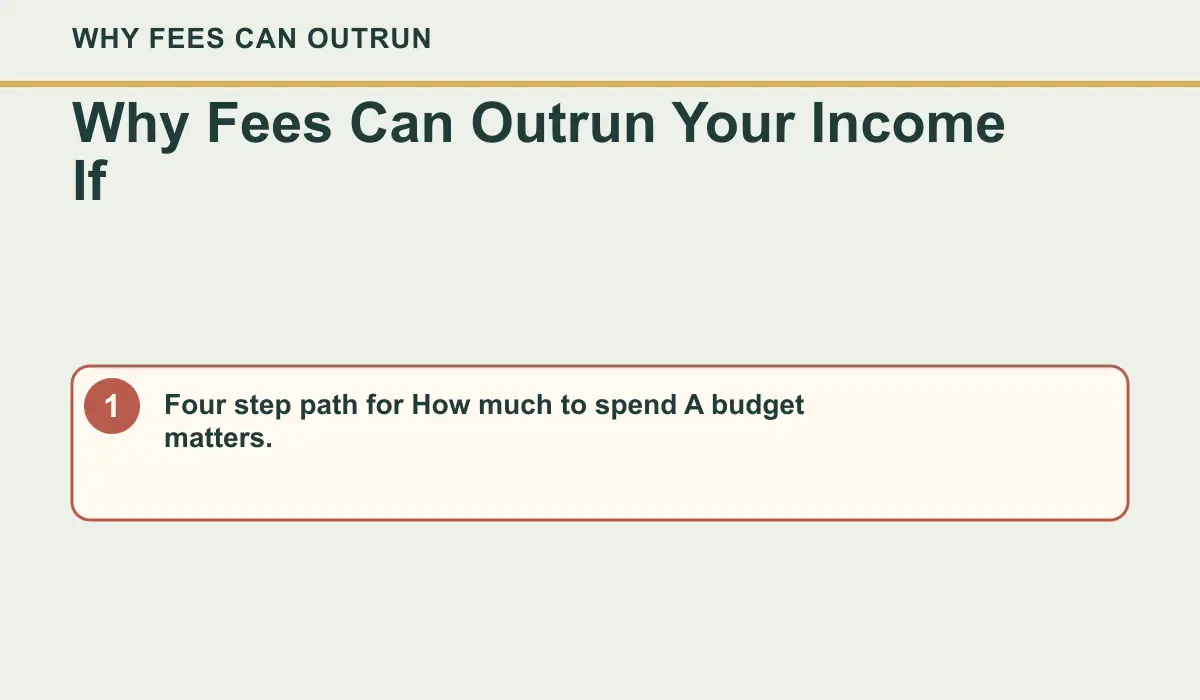 WHY FEES CAN OUTRUN
Why Fees Can Outrun Your Income
If
1
Four step path for How much to spend A budget
matters.